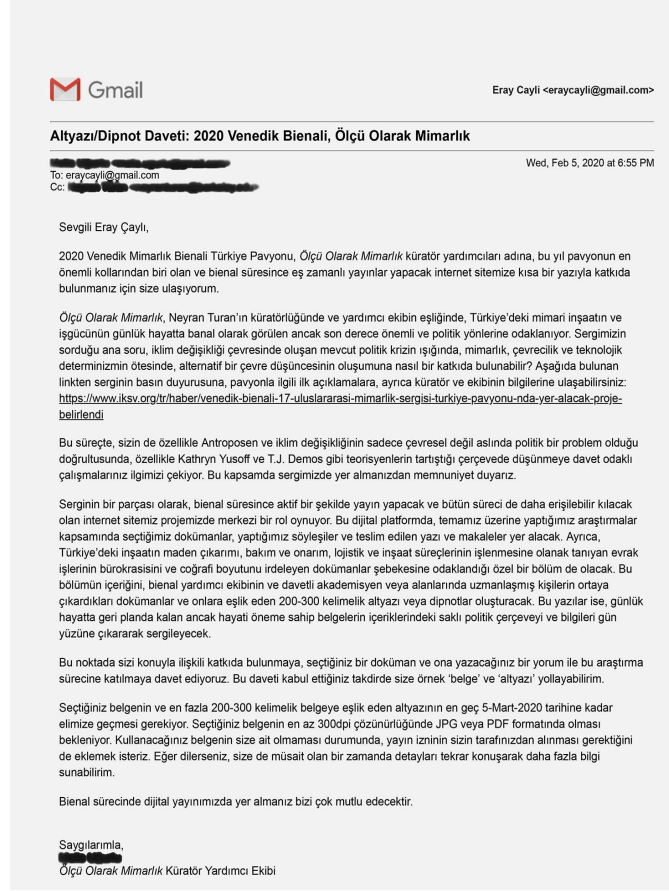 Gmail
Eray Cayli <eraycayli@gmail.com>
Altyazı/Dipnot Daveti: 2020 Venedik Bienali, Ölçü Olarak Mimarlık
Wed, Feb 5, 2020 at 6:55 PM
To: eraycayli@gmail.com
Cc:
Sevgili Eray Çaylı,
2020 Venedik Mimarlık Bienali Türkiye Pavyonu, Ölçü Olarak Mimarlık küratör yardımcıları adına, bu yıl pavyonun en
önemli kollarından biri olan ve bienal süresince eş zamanlı yayınlar yapacak internet sitemize kısa bir yazıyla katkıda
bulunmanız için size ulaşıyorum.
Ölçü Olarak Mimarlık, Neyran Turan'ın küratörlüğünde ve yardımcı ekibin eşliğinde, Türkiye'deki mimari inşaatın ve
işgücünün günlük hayatta banal olarak görülen ancak son derece önemli ve politik yönlerine odaklanıyor. Sergimizin
sorduğu ana soru, iklim değişikliği çevresinde oluşan mevcut politik krizin ışığında, mimarlık, çevrecilik ve teknolojik
determinizmin ötesinde, alternatif bir çevre düşüncesinin oluşumuna nasıl bir katkıda bulunabilir? Aşağıda bulunan
linkten serginin basın duyurusuna, pavyonla ilgili ilk açıklamalara, ayrıca küratör ve ekibinin bilgilerine ulaşabilirsiniz:
https://www.iksv.org/tr/haber/venedik-bienali-17-uluslararasi-mimarlik-sergisi-turkiye-pavyonu-nda-yer-alacak-proje-
belirlendi
Bu süreçte, sizin de özellikle Antroposen ve iklim değişikliğinin sadece çevresel değil aslında politik bir problem olduğu
doğrultusunda, özellikle Kathryn Yusoff ve T.J. Demos gibi teorisyenlerin tartıştığı çerçevede düşünmeye davet odaklı
çalışmalarınız ilgimizi çekiyor. Bu kapsamda sergimizde yer almanızdan memnuniyet duyarız.
Serginin bir parçası olarak, bienal süresince aktif bir şekilde yayın yapacak ve bütün süreci de daha erişilebilir kılacak
olan internet sitemiz projemizde merkezi bir rol oynuyor. Bu dijital platformda, temamız üzerine yaptığımız araştırmalar
kapsamında seçtiğimiz dokümanlar, yaptığımız söyleşiler ve teslim edilen yazı ve makaleler yer alacak. Ayrıca,
Türkiye'deki inşaatın maden çıkarımı, bakım ve onarım, lojistik ve inşaat süreçlerinin işlenmesine olanak tanıyan evrak
işlerinin bürokrasisini ve coğrafi boyutunu irdeleyen dokümanlar şebekesine odaklandığı özel bir bölüm de olacak. Bu
bölümün içeriğini, bienal yardımcı ekibinin ve davetli akademisyen veya alanlarında uzmanlaşmış kişilerin ortaya
çıkardıkları dokümanlar ve onlara eşlik eden 200-300 kelimelik altyazı veya dipnotlar oluşturacak. Bu yazılar ise, günlük
hayatta geri planda kalan ancak hayati öneme sahip belgelerin içeriklerindeki saklı politik çerçeveyi ve bilgileri gün
yüzüne çıkararak sergileyecek.
Bu noktada sizi konuyla ilişkili katkıda bulunmaya, seçtiğiniz bir doküman ve ona yazacağınız bir yorum ile bu araştırma
sürecine katılmaya davet ediyoruz. Bu daveti kabul ettiğiniz takdirde size örnek ‘belge’ ve ‘altyazı’ yollayabilirim.
Seçtiğiniz belgenin ve en fazla 200-300 kelimelik belgeye eşlik eden altyazının en geç 5-Mart-2020 tarihine kadar
elimize geçmesi gerekiyor. Seçtiğiniz belgenin en az 300dpi çözünürlüğünde JPG veya PDF formatında olması
bekleniyor. Kullanacağınız belgenin size ait olmaması durumunda, yayın izninin sizin tarafınızdan alınması gerektiğini
de eklemek isteriz. Eğer dilerseniz, size de müsait olan bir zamanda detayları tekrar konuşarak daha fazla bilgi
sunabilirim.
Bienal sürecinde dijital yayınımızda yer almanız bizi çok mutlu edecektir.
Saygılarımla,
Ölçü Olarak Mimarlık Küratör Yardımcı Ekibi